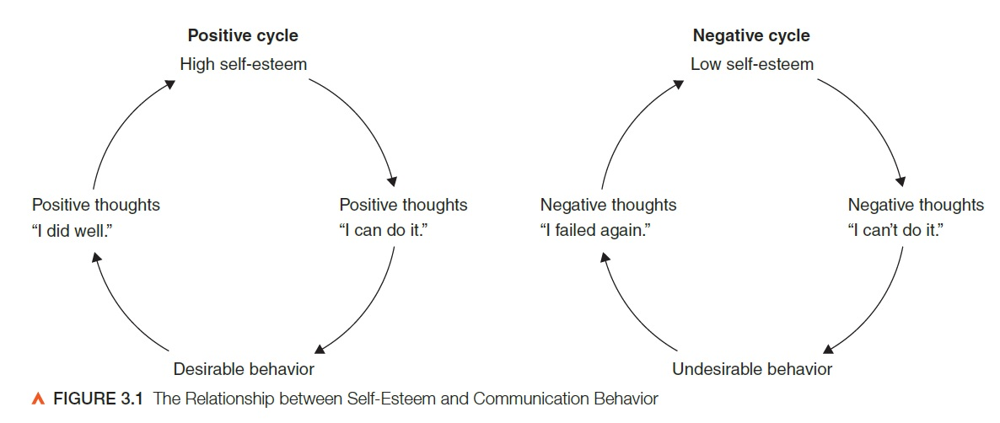 Positive cycle
High self-esteem
Positive thoughts
“I did well.”
Positive thoughts
“I can do it.”
Desirable behavior
Negative cycle
Low self-esteem
Negative thoughts
“I failed again.”
Negative thoughts
“I can’t do it.”
Undesirable behavior
FIGURE 3.1 The Relationship between Self-Esteem and Communication Behavior